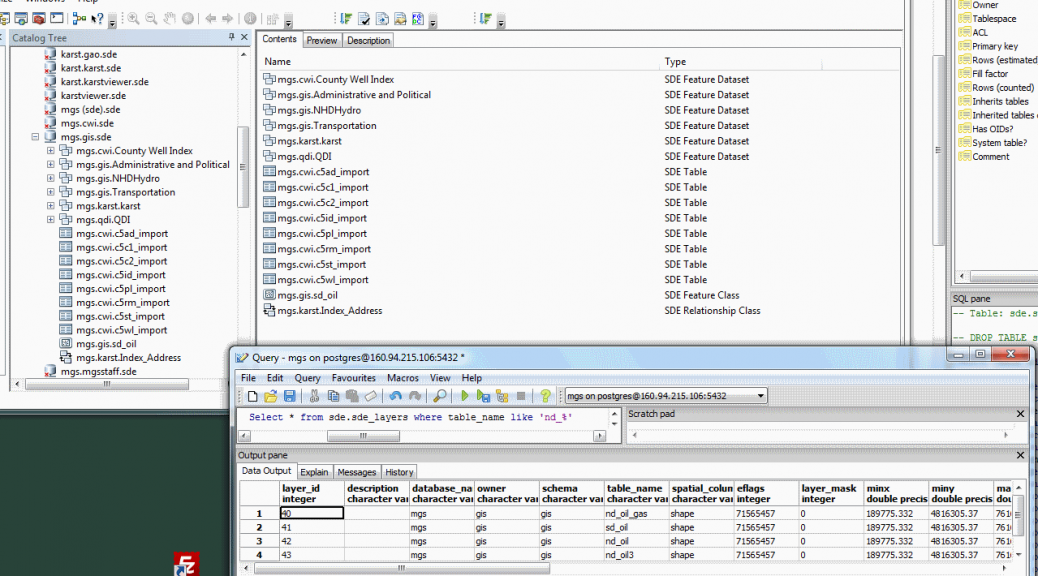 Windows Help
Catalog Tree
karst.gao.sde
karst.karst.sde
karst.karstviewer.sde
karstviewer.sde
mgs (sde).sde
mgs.cwi.sde
mgs.gis.sde
mgs.cwi.County Well Index
mgs.gis.Administrative and Political
mgs.gis.NHDHydro
mgs.gis.Transportation
mgs.karst.karst
mgs.qdi.QDI
mgs.cwi.c5ad_import
mgs.cwi.c5c1_import
mgs.cwi.c5c2_import
mgs.cwi.c5id_import
mgs.cwi.c5pl_import
mgs.cwi.c5rm_import
mgs.cwi.c5st_import
mgs.cwi.c5wl_import
mgs.gis.sd_oil
mgs.karst.Index_Address
mgs.mgsstaff.sde
Contents Preview Description
Name Type
mgs.cwi.County Well Index SDE Feature Dataset
mgs.gis.Administrative and Political SDE Feature Dataset
mgs.gis.NHDHydro SDE Feature Dataset
mgs.gis.Transportation SDE Feature Dataset
mgs.karst.karst SDE Feature Dataset
mgs.qdi.QDI SDE Feature Dataset
mgs.cwi.c5ad_import SDE Table
mgs.cwi.c5c1_import SDE Table
mgs.cwi.c5c2_import SDE Table
mgs.cwi.c5id_import SDE Table
mgs.cwi.c5pl_import SDE Table
mgs.cwi.c5rm_import SDE Table
mgs.cwi.c5st_import SDE Table
mgs.cwi.c5wl_import SDE Table
mgs.gis.sd_oil SDE Feature Class
mgs.karst.Index_Address SDE Relationship Class
Owner
Tablespace
ACL
Primary key
Rows (estimated
Fill factor
Rows (counted)
Inherits tables
Inherited tables
Has OIDs?
System table?
Comment
SQL pane
-- Table: sde.s
-- DROP TABLE s
Query - mgs on postgres@160.94.215.106:5432 *
File Edit Query Favourites Macros View Help
mgs on postgres@160.94.215.106:5432
Select * from sde.sde_layers where table_name like 'nd_%'
Scratch pad
Output pane
Data Output Explain Messages History
layer_id description database_na owner schema table_name spatial_colum eflags layer_mask minx miny ma
integer character var character var character var character var character var character var integer integer double precis double precis dou
1 40 mgs gis gis nd_oil_gas shape 71565457 0 189775.332 4816305.37 7610
2 41 mgs gis gis sd_oil shape 71565457 0 189775.332 4816305.37 7610
3 42 mgs gis gis nd_oil shape 71565457 0 189775.332 4816305.37 7610
4 43 mgs gis gis nd_oil3 shape 71565457 0 189775.332 4816305.37 7610